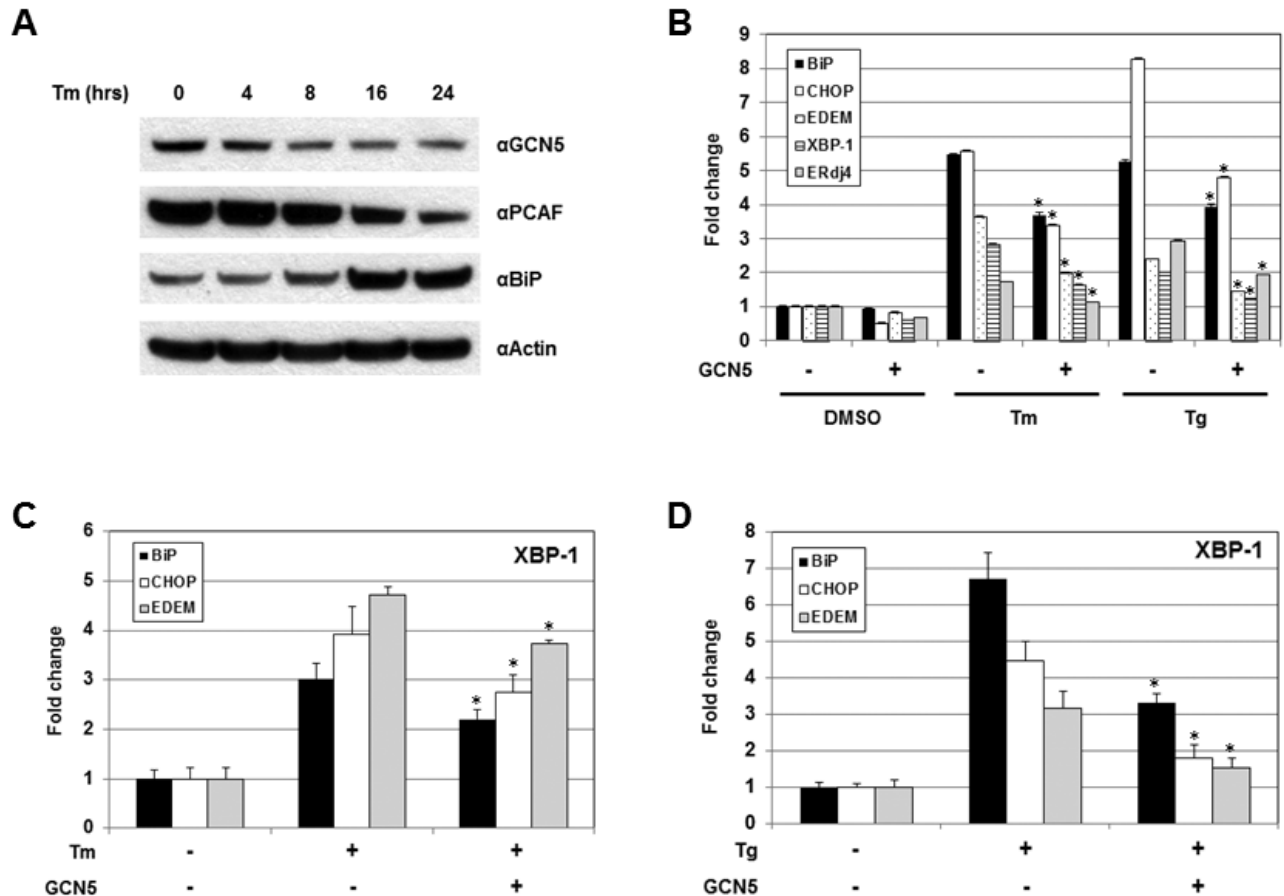 A
Tm (hrs) 0 4 8 16 24
αGCN5
αPCAF
αBiP
αActin
B
Fold change
9
8
7
6
5
4
3
2
1
0
BiP
CHOP
EDEM
XBP-1
ERdj4
* * * * *
* * * * *
GCN5 - + - + - +
DMSO Tm Tg
C
Fold change
6
5
4
3
2
1
0
BiP
CHOP
EDEM
XBP-1
* * *
Tm - + +
GCN5 - - +
D
Fold change
8
7
6
5
4
3
2
1
0
BiP
CHOP
EDEM
XBP-1
* * *
Tg - + +
GCN5 - - +